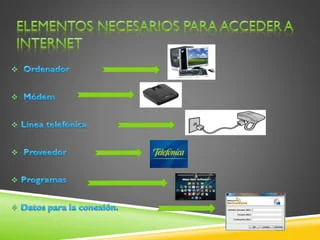 ELEMENTOS NECESARIOS PARA ACCEDER A
INTERNET
Ordenador
Módem
Línea telefónica.
Proveedor
Telefónica
Programas
Datos para la conexión.